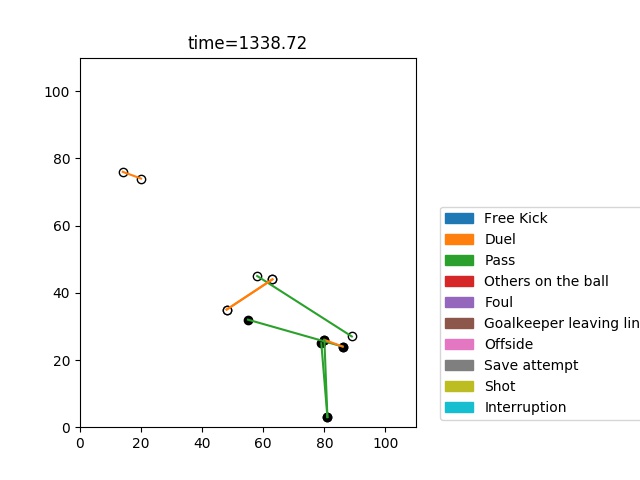 time=1338.72
100
80
60
40
20
0
0 20 40 60 80 100
Free Kick
Duel
Pass
Others on the ball
Foul
Goalkeeper leaving lin
Offside
Save attempt
Shot
Interruption